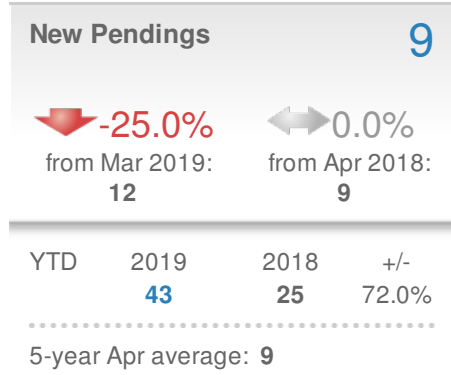 New Pendings 9
-25.0% 0.0%
from Mar 2019: from Apr 2018:
12 9
YTD 2019 2018 +/-
43 25 72.0%
5-year Apr average: 9